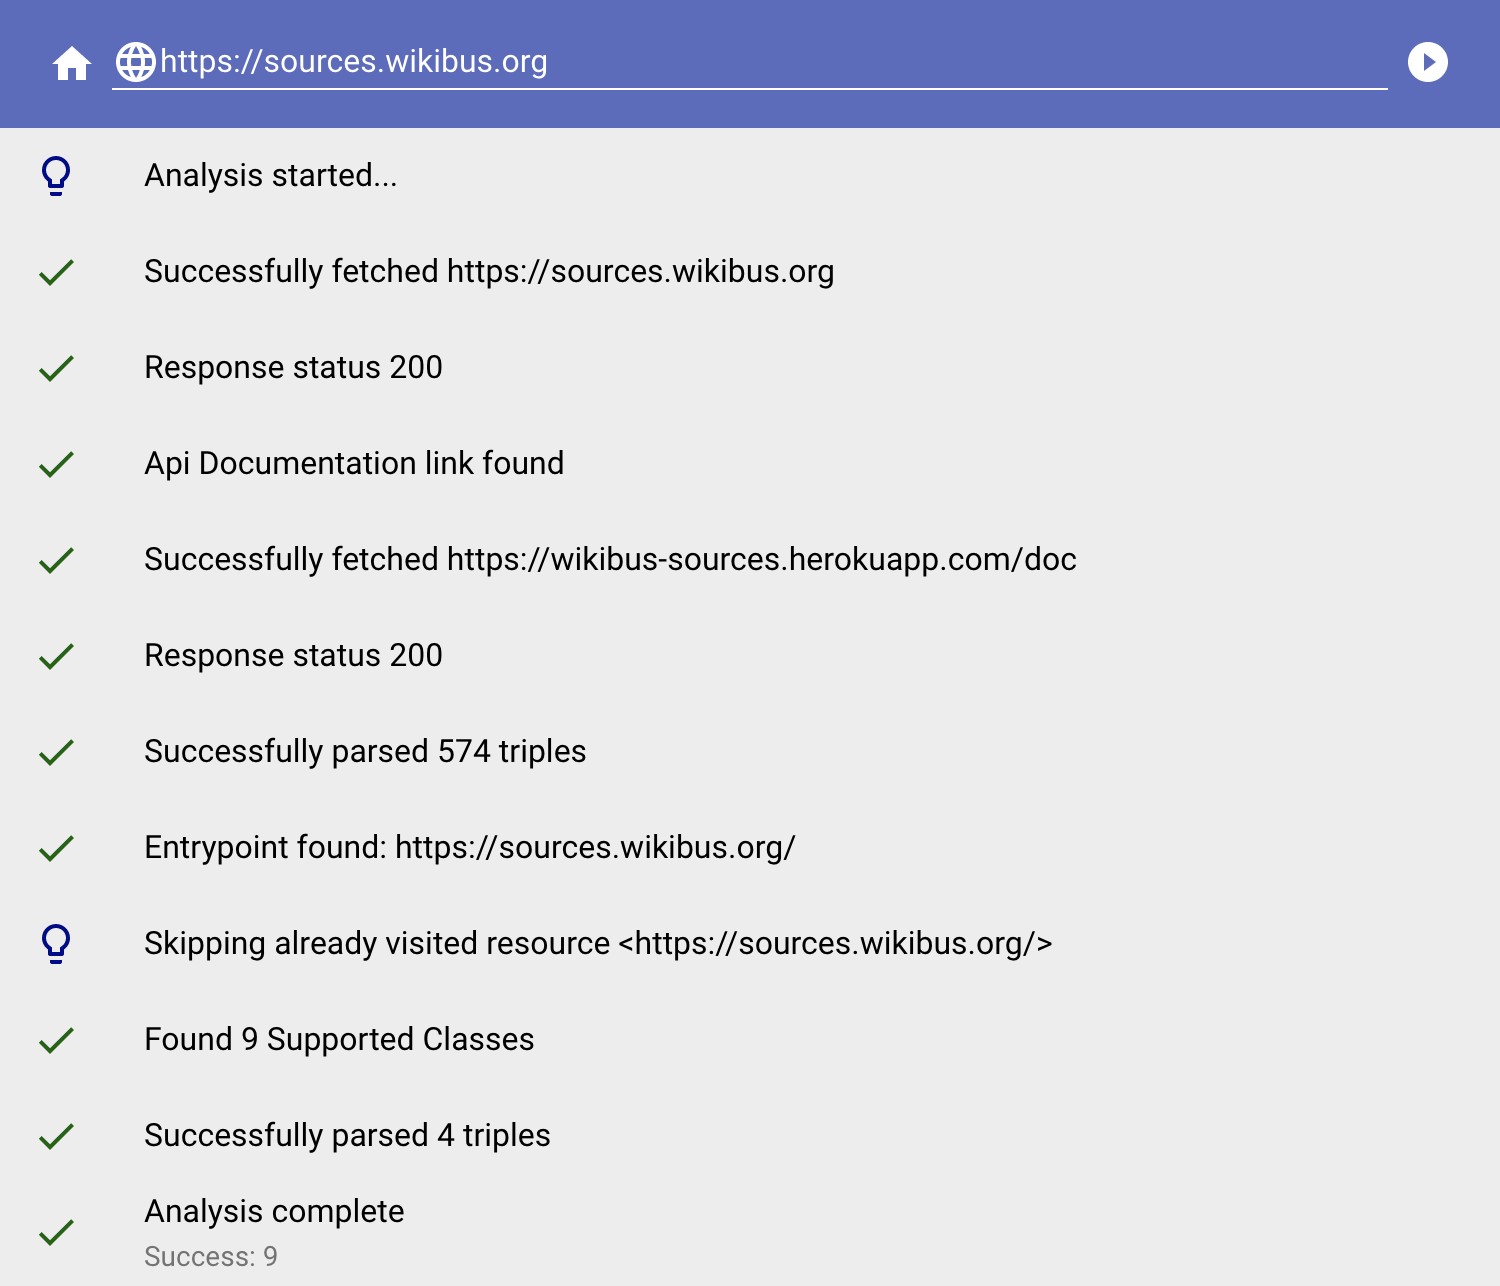 https://sources.wikibus.org
Analysis started...
Successfully fetched https://sources.wikibus.org
Response status 200
Api Documentation link found
Successfully fetched https://wikibus-sources.herokuapp.com/doc
Response status 200
Successfully parsed 574 triples
Entrypoint found: https://sources.wikibus.org/
Skipping already visited resource <https://sources.wikibus.org/>
Found 9 Supported Classes
Successfully parsed 4 triples
Analysis complete
Success: 9